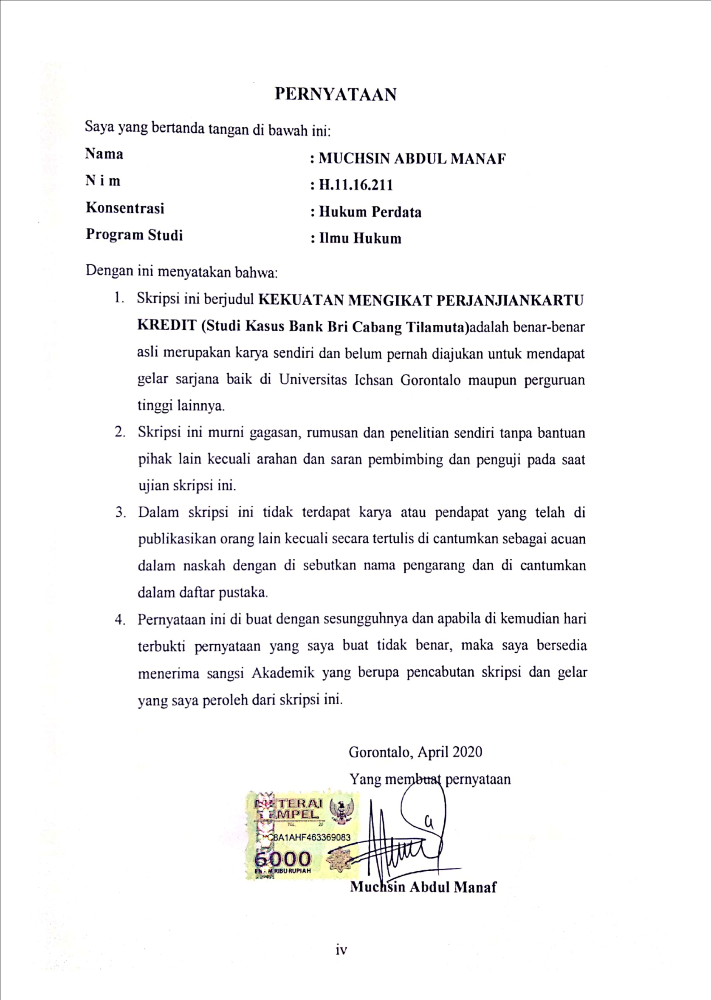 PERNYATAAN
Saya yang bertanda tangan di bawah ini:
Nama : MUCHSIN ABDUL MANAF
N i m : H.11.16.211
Konsentrasi : Hukum Perdata
Program Studi : Ilmu Hukum
Dengan ini menyatakan bahwa:
1. Skripsi ini berjudul KEKUATAN MENGIKAT PERJANJIANKARTU
KREDIT (Studi Kasus Bank Bri Cabang Tilamuta)adalah benar-benar
asli merupakan karya sendiri dan belum pernah diajukan untuk mendapat
gelar sarjana baik di Universitas Ichsan Gorontalo maupun perguruan
tinggi lainnya.
2. Skripsi ini murni gagasan, rumusan dan penelitian sendiri tanpa bantuan
pihak lain kecuali arahan dan saran pembimbing dan penguji pada saat
ujian skripsi ini.
3. Dalam skripsi ini tidak terdapat karya atau pendapat yang telah di
publikasikan orang lain kecuali secara tertulis di cantumkan sebagai acuan
dalam naskah dengan di sebutkan nama pengarang dan di cantumkan
dalam daftar pustaka.
4. Pernyataan ini di buat dengan sesungguhnya dan apabila di kemudian hari
terbukti pernyataan yang saya buat tidak benar, maka saya bersedia
menerima sangsi Akademik yang berupa pencabutan skripsi dan gelar
yang saya peroleh dari skripsi ini.
Gorontalo, April 2020
Yang membuat pernyataan
METERAI
TEMPEL
TGL. 20
C8A1AHF463369083
6000
ENAM RIBU RUPIAH
Muchsin Abdul Manaf
iv